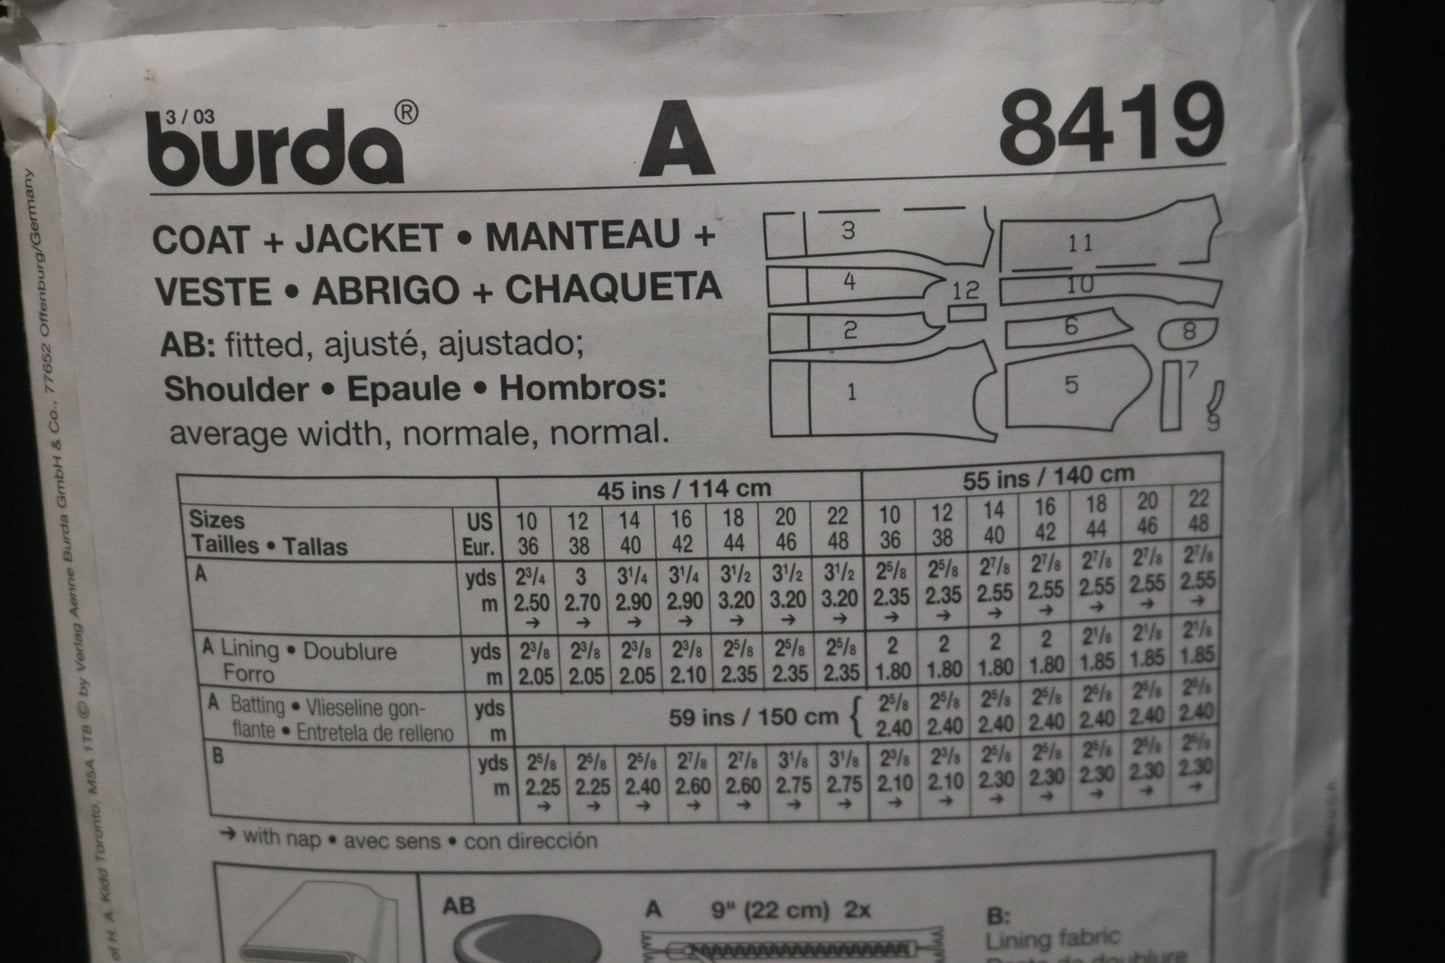 3 / 03
burda® A 8419
COAT + JACKET • MANTEAU +
VESTE • ABRIGO + CHAQUETA
AB: fitted, ajusté, ajustado;
Shoulder • Epaule • Hombros:
average width, normale, normal.
3 11
4 12 10
2 6 8
1 5 7
9
45 ins / 114 cm 55 ins / 140 cm
Sizes US 10 12 14 16 18 20 22 10 12 14 16 18 20 22
Tailles • Tallas Eur. 36 38 40 42 44 46 48 36 38 40 42 44 46 48
A yds 2³/₄ 3 3¹/₄ 3¹/₄ 3¹/₂ 3¹/₂ 3¹/₂ 2⁵/₈ 2⁵/₈ 2⁷/₈ 2⁷/₈ 2⁷/₈ 2⁷/₈ 2⁷/₈
m 2.50 2.70 2.90 2.90 3.20 3.20 3.20 2.35 2.35 2.55 2.55 2.55 2.55 2.55
→ → → → → → → → → → → → → →
A Lining • Doublure yds 2³/₈ 2³/₈ 2³/₈ 2³/₈ 2⁵/₈ 2⁵/₈ 2⁵/₈ 2 2 2 2 2¹/₈ 2¹/₈ 2¹/₈
Forro m 2.05 2.05 2.05 2.10 2.35 2.35 2.35 1.80 1.80 1.80 1.80 1.85 1.85 1.85
A Batting • Vlieseline gon- yds 59 ins / 150 cm { 2⁵/₈ 2⁵/₈ 2⁵/₈ 2⁵/₈ 2⁵/₈ 2⁵/₈ 2⁵/₈
flante • Entretela de relleno m 2.40 2.40 2.40 2.40 2.40 2.40 2.40
B yds 2⁵/₈ 2⁵/₈ 2⁵/₈ 2⁷/₈ 2⁷/₈ 3¹/₈ 3¹/₈ 2³/₈ 2³/₈ 2⁵/₈ 2⁵/₈ 2⁵/₈ 2⁵/₈ 2⁵/₈
m 2.25 2.25 2.40 2.60 2.60 2.75 2.75 2.10 2.10 2.30 2.30 2.30 2.30 2.30
→ → → → → → → → → → → → → →
→ with nap • avec sens • con dirección
AB A 9" (22 cm) 2x B:
Lining fabric
of H. A. Kidd Toronto, M5A 1T8 © by Verlag Aenne Burda GmbH & Co., 77652 Offenburg/Germany